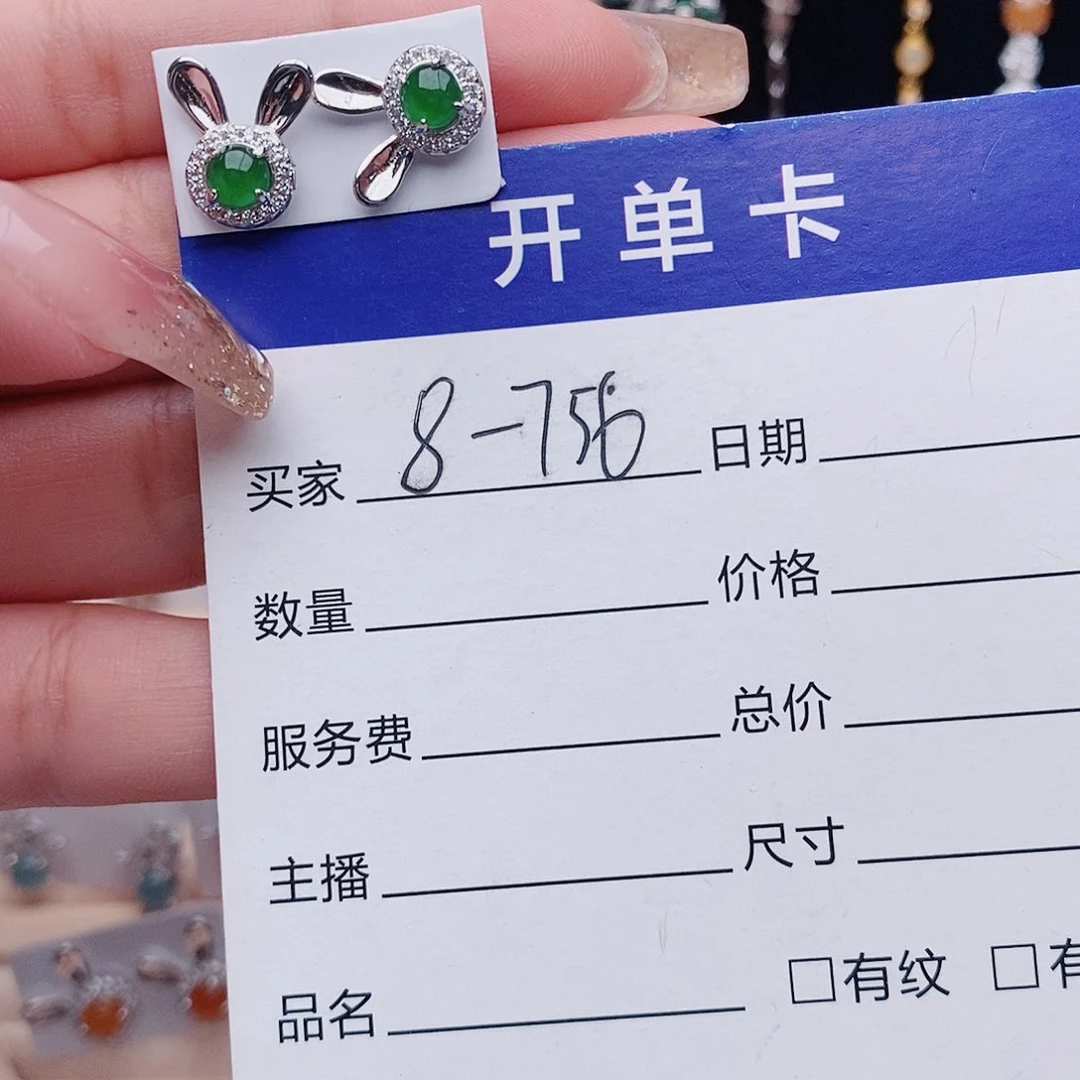 开单卡
买家 8-756 日期
数量 价格
服务费 总价
主播 尺寸
品名 □有纹 □有